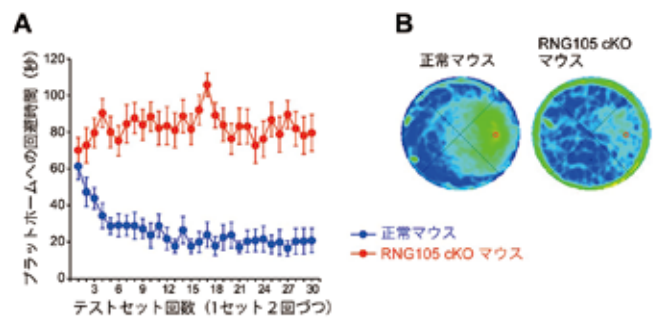 A
プラットホームへの回避時間（秒）
120
100
80
60
40
20
0
3 6 9 12 15 18 21 24 27 30
テストセット回数（1セット２回づつ）
B
正常マウス
RNG105 cKO
マウス
正常マウス
RNG105 cKO マウス